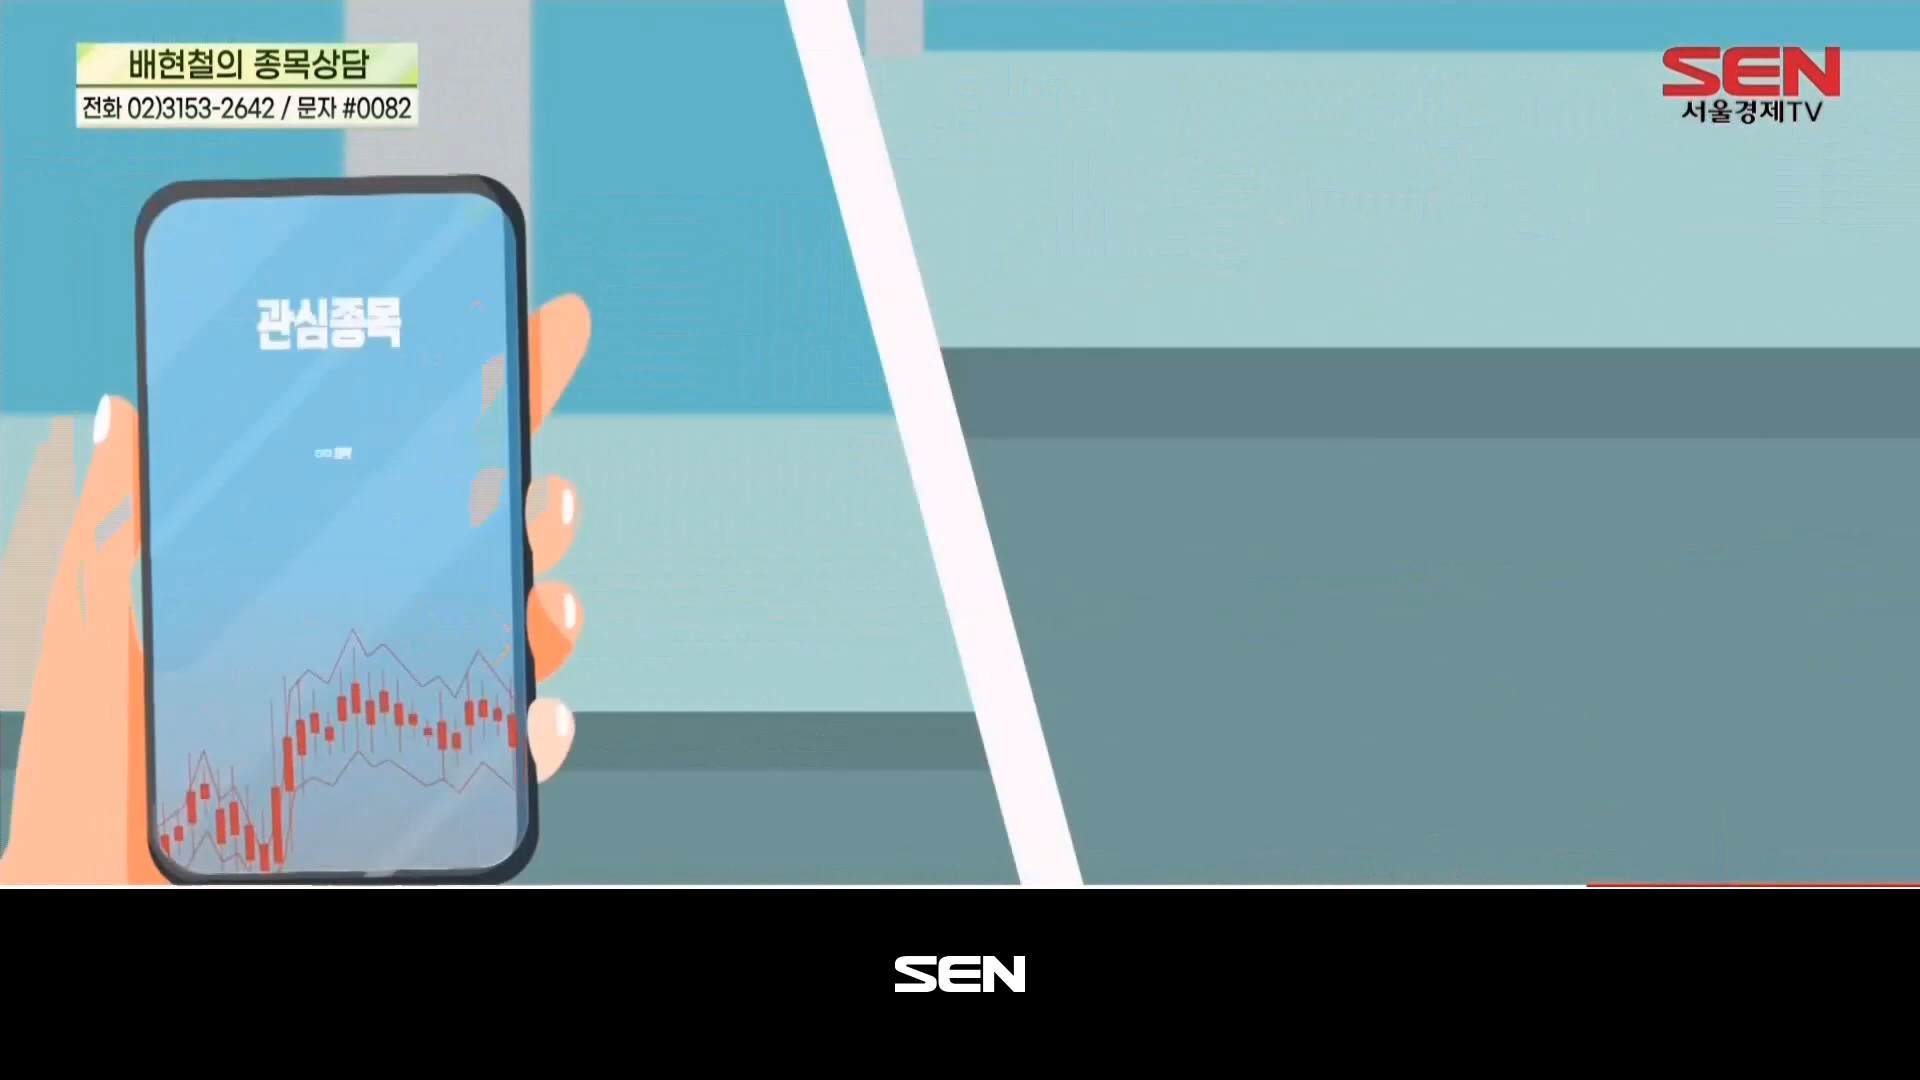 배현철의 종목상담
전화 02)3153-2642 / 문자 #0082
SEN
서울경제TV
관심종목
SEN